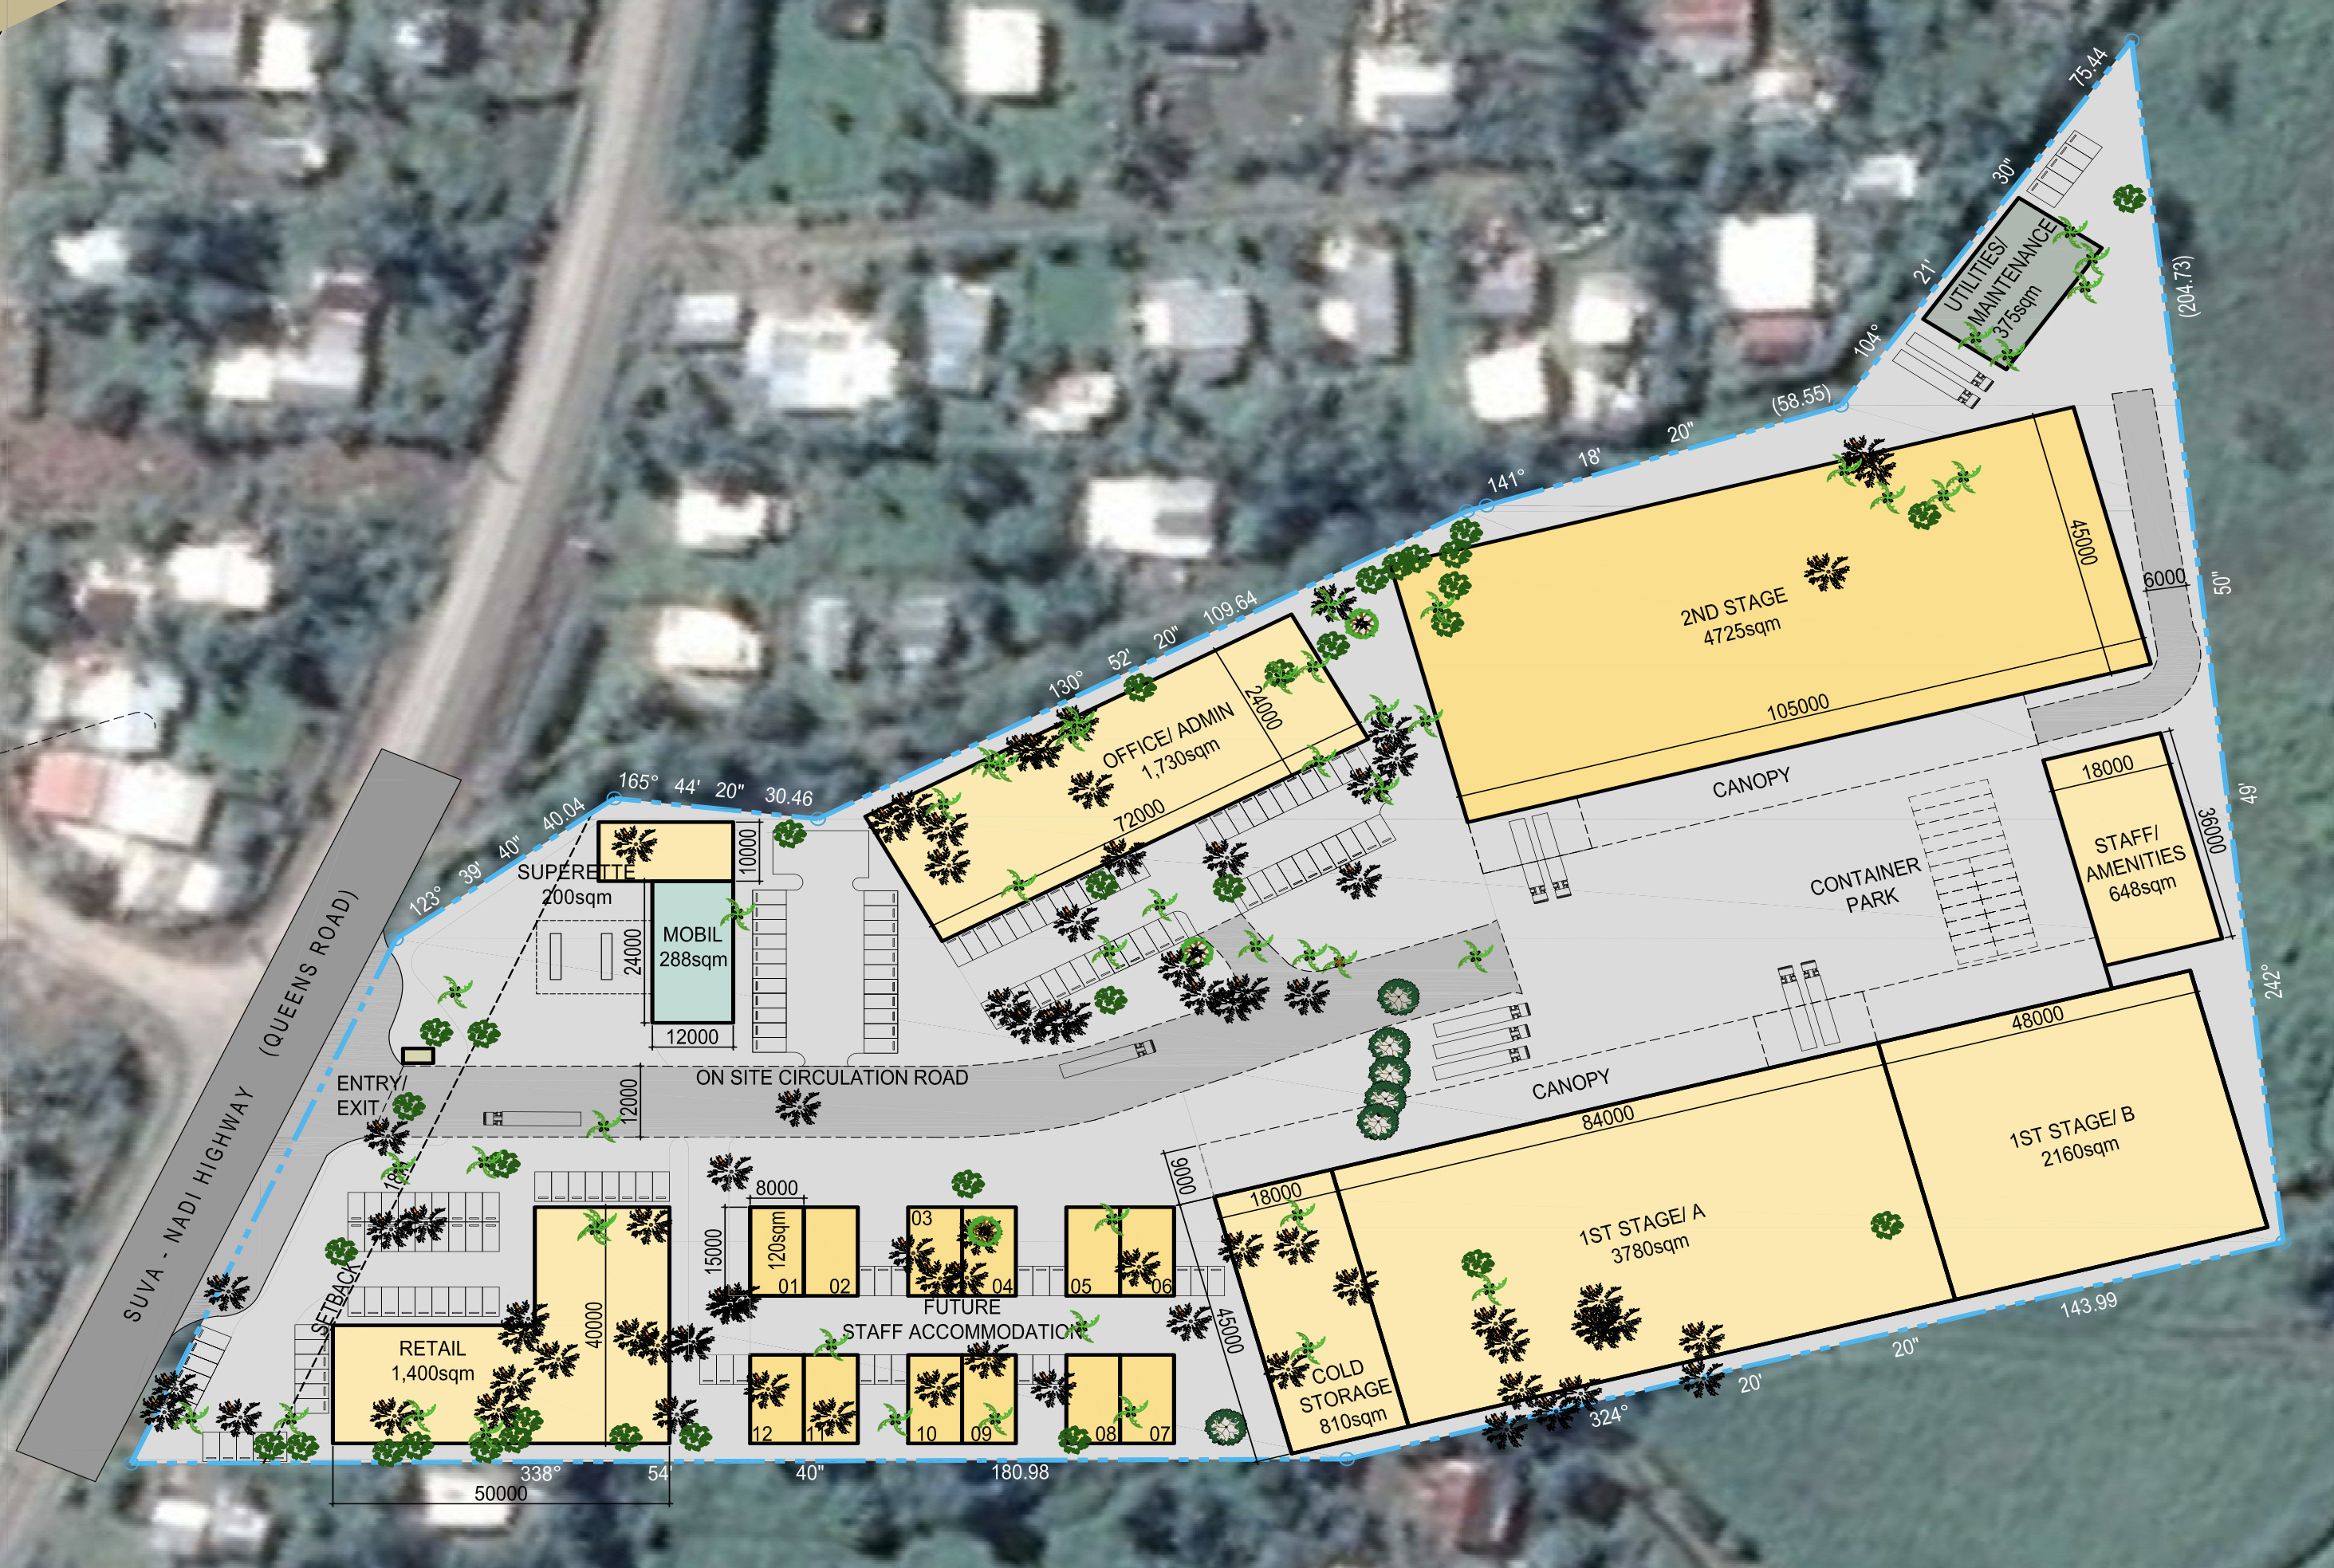 75.44
30"
21'
104°
(204.73)
UTILITIES/
MAINTENANCE
375sqm
(58.55)
20"
18'
141°
45000
6000
50"
2ND STAGE
4725sqm
105000
109.64
20"
52'
130°
OFFICE/ ADMIN
1,730sqm
24000
72000
165° 44' 20" 30.46
40.04
40"
39'
123°
10000
SUPERETTE
200sqm
MOBIL
288sqm
24000
12000
CANOPY
18000
36000
49'
STAFF/
AMENITIES
648sqm
CONTAINER
PARK
242°
SUVA - NADI HIGHWAY (QUEENS ROAD)
ENTRY/
EXIT
ON SITE CIRCULATION ROAD
12000
CANOPY
48000
84000
18000
9000
1ST STAGE/ B
2160sqm
1ST STAGE/ A
3780sqm
SETBACK
8000
15000
120sqm
01
02
03
04
05
06
FUTURE
STAFF ACCOMMODATION
40000
45000
RETAIL
1,400sqm
COLD
STORAGE
810sqm
12
11
10
09
08
07
143.99
20"
20'
324°
338° 54' 40" 180.98
50000